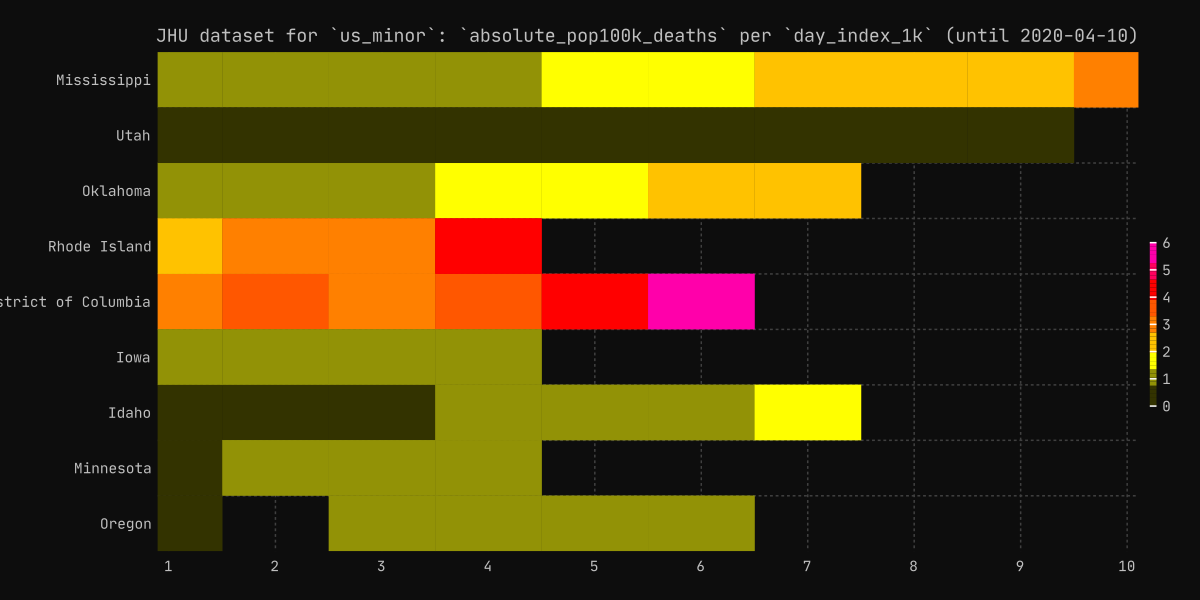 JHU dataset for `us_minor`: `absolute_pop100k_deaths` per `day_index_1k` (until 2020-04-10)
Mississippi
Utah
Oklahoma
Rhode Island
strict of Columbia
Iowa
Idaho
Minnesota
Oregon
1 2 3 4 5 6 7 8 9 10
6
5
4
3
2
1
0